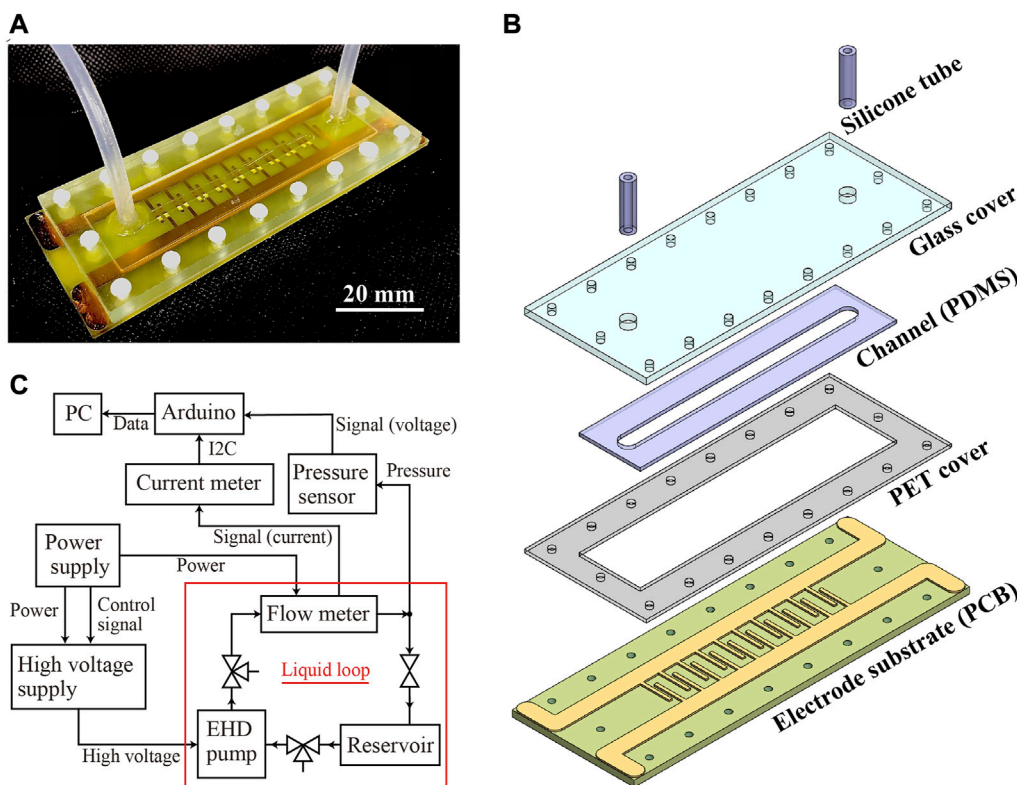 A
20 mm
B
Silicone tube
Glass cover
Channel (PDMS)
PET cover
Electrode substrate (PCB)
C
PC
Data
Arduino
I2C
Signal (voltage)
Current meter
Pressure
sensor
Pressure
Signal (current)
Power
supply
Power
Power
Control
signal
High voltage
supply
High voltage
Flow meter
Liquid loop
EHD
pump
Reservoir